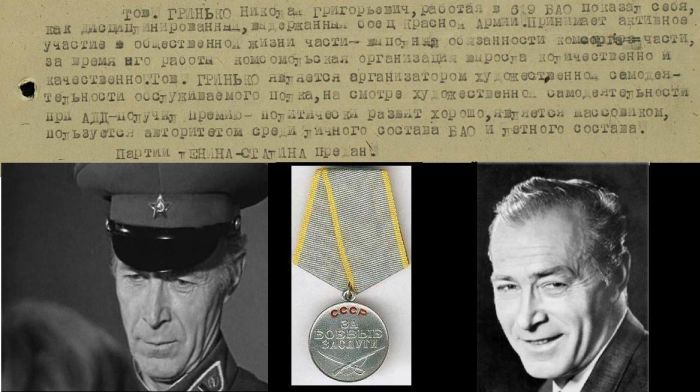 Тов. ГРИНЬКО Николай Григорьевич, работая в 619 БАО показал себя,
как дисциплинированный, выдержанный боец Красной Армии. Принимает активное
участие в общественной жизни части- выполняя обязанности комсорга части,
за время его работы комсомольская организация выросла количественно и
качественно. Тов. ГРИНЬКО является организатором художественной самодея-
тельности обслуживаемого полка, на смотре художественной самодеятельности
при АДД-получил премию- политически развит хорошо, является массовиком,
пользуется авторитетом среди личного состава БАО и летного состава.
Партии ЛЕНИНА-СТАЛИНА предан.
СССР
ЗА
БОЕВЫЕ
ЗАСЛУГИ